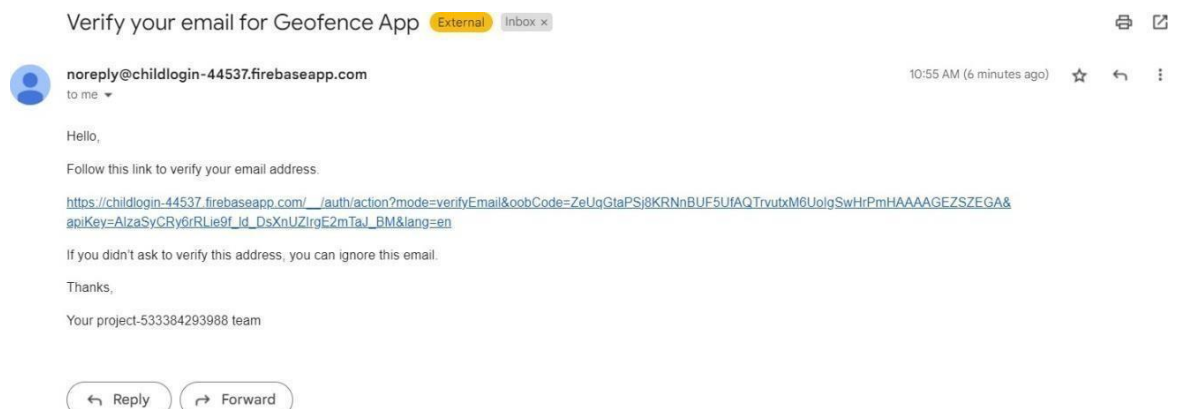 Verify your email for Geofence App External Inbox ×
noreply@childlogin-44537.firebaseapp.com 10:55 AM (6 minutes ago)
to me
Hello,
Follow this link to verify your email address.
https://childlogin-44537.firebaseapp.com/__/auth/action?mode=verifyEmail&oobCode=ZeUqGtaPSj8KRNnBUF5UfAQTrvutxM6UoIgSwHrPmHAAAAGEZSZEGA&
apiKey=AIzaSyCRy6rRLie9f_Id_DsXnUZIrgE2mTaJ_BM&lang=en
If you didn't ask to verify this address, you can ignore this email.
Thanks,
Your project-533384293988 team
Reply Forward